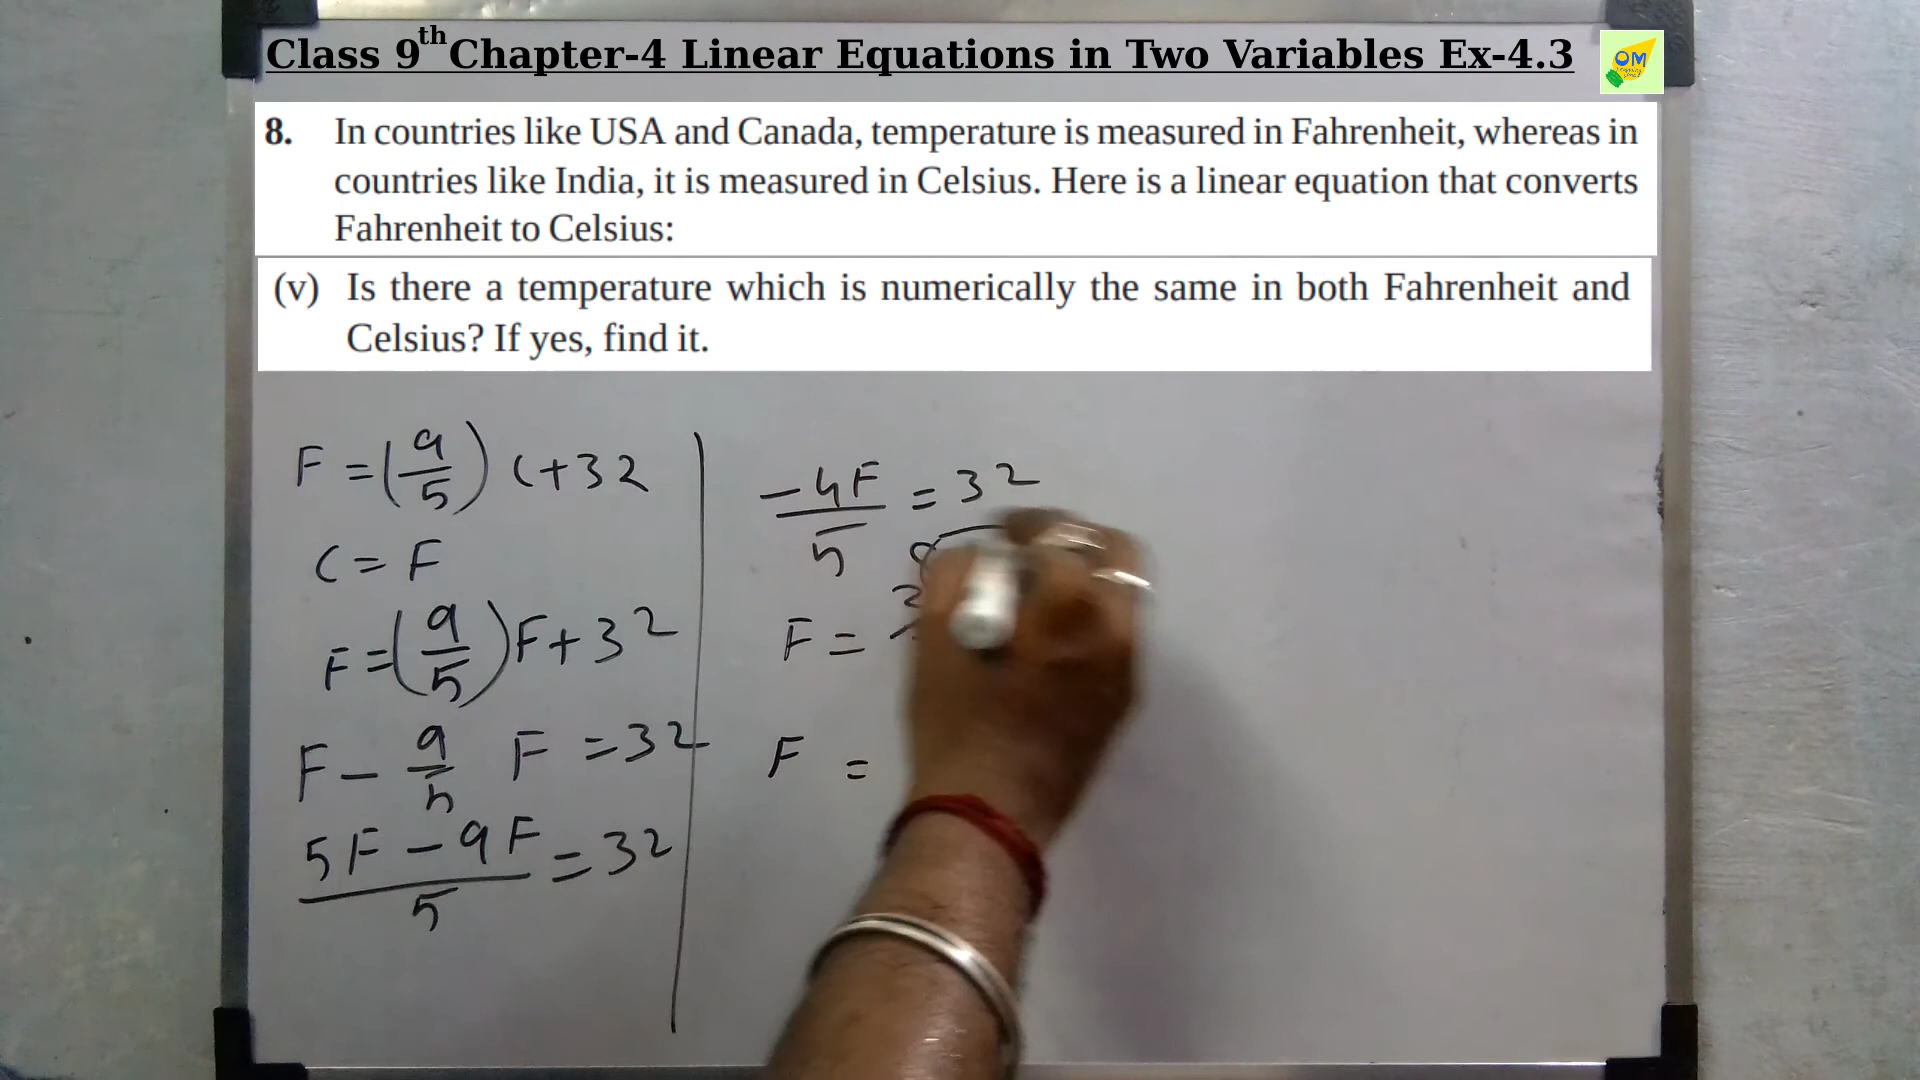 Class 9th Chapter-4 Linear Equations in Two Variables Ex-4.3
OM
8. In countries like USA and Canada, temperature is measured in Fahrenheit, whereas in
countries like India, it is measured in Celsius. Here is a linear equation that converts
Fahrenheit to Celsius:
(v) Is there a temperature which is numerically the same in both Fahrenheit and
Celsius? If yes, find it.
F = (9/5) C + 32
C = F
F = (9/5) F + 32
F - 9/5 F = 32
5F - 9F / 5 = 32
-4F / 5 = 32
F =
F =